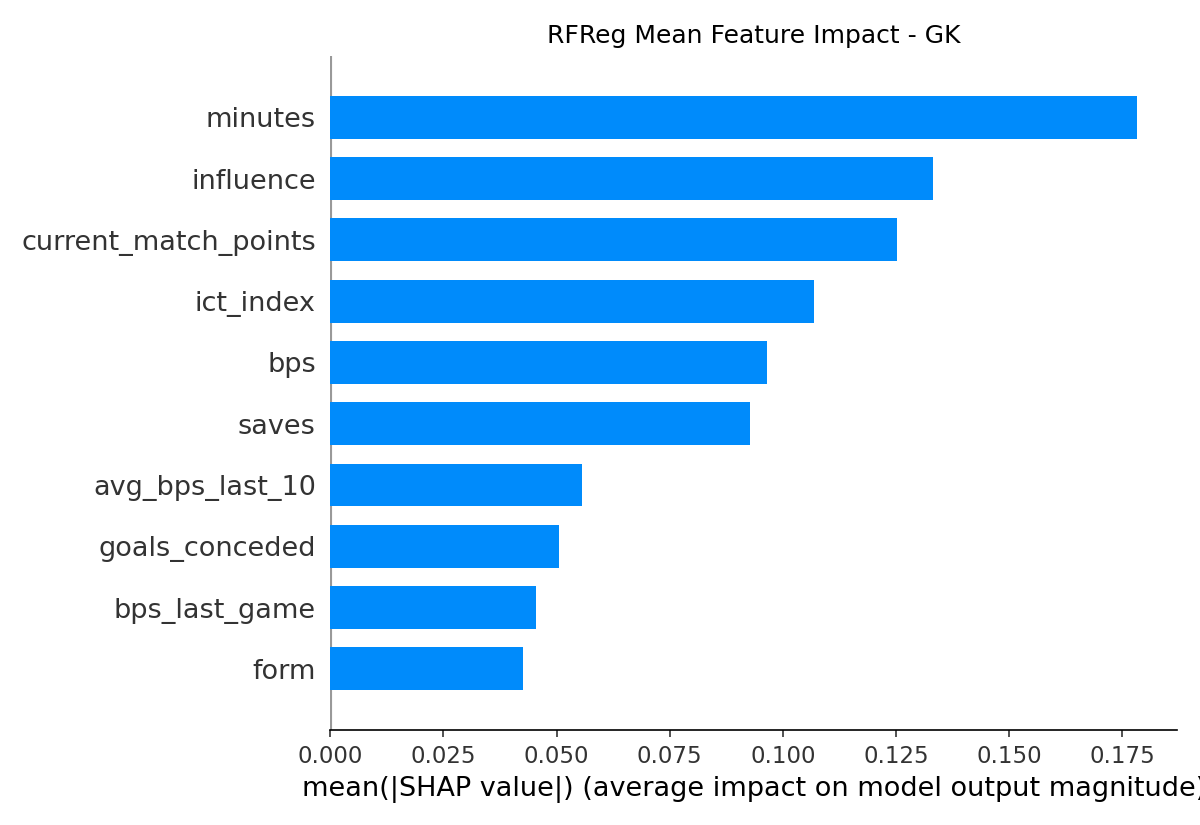 RFReg Mean Feature Impact - GK
minutes
influence
current_match_points
ict_index
bps
saves
avg_bps_last_10
goals_conceded
bps_last_game
form
0.000 0.025 0.050 0.075 0.100 0.125 0.150 0.175
mean(|SHAP value|) (average impact on model output magnitude)